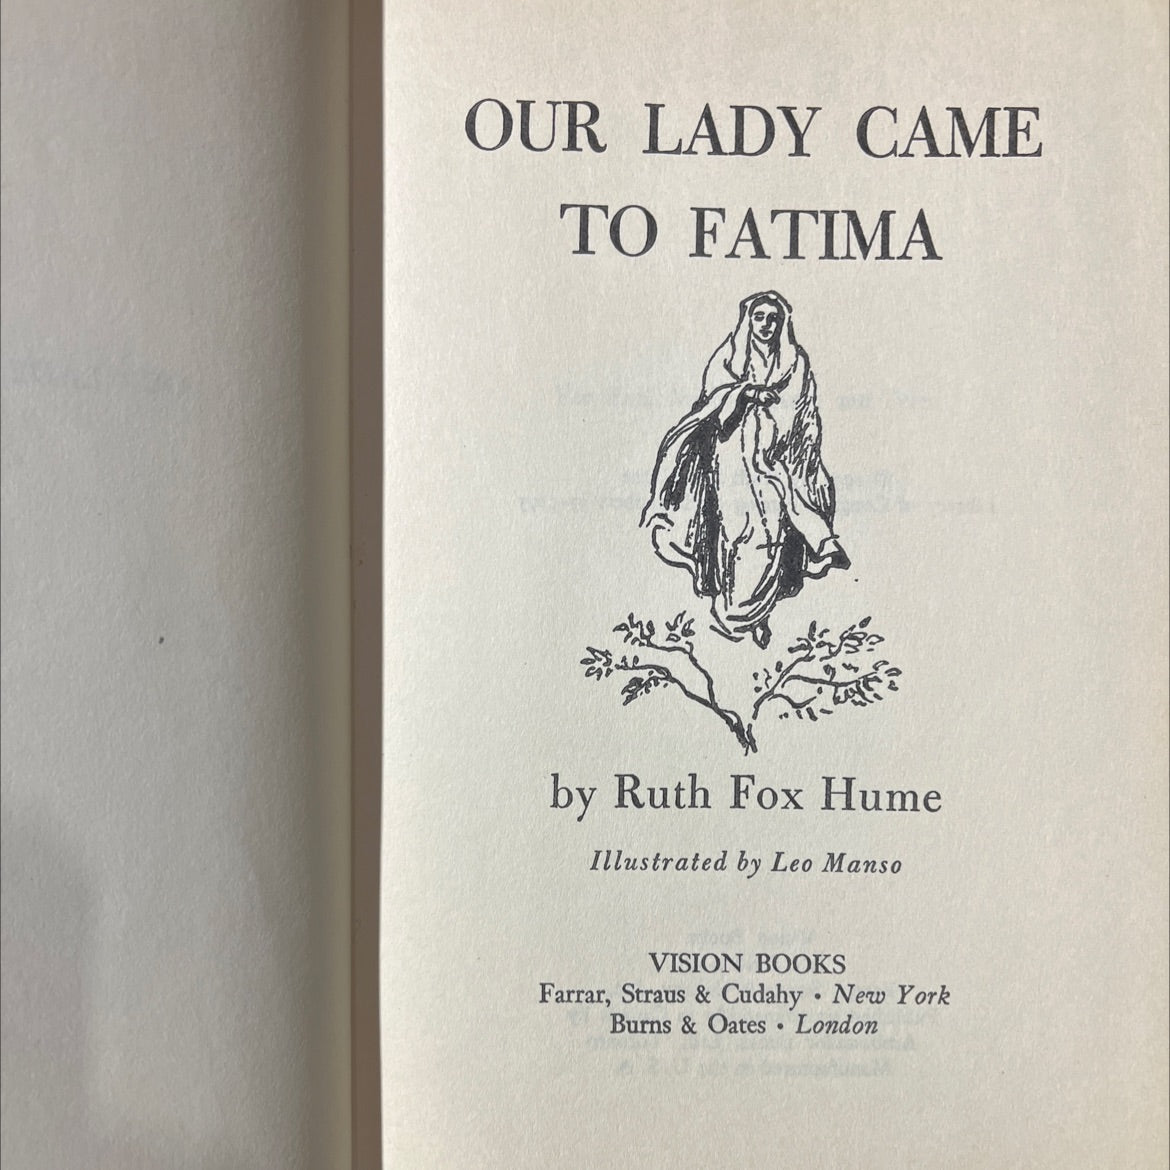 OUR LADY CAME
TO FATIMA
by Ruth Fox Hume
Illustrated by Leo Manso
VISION BOOKS
Farrar, Straus & Cudahy • New York
Burns & Oates • London